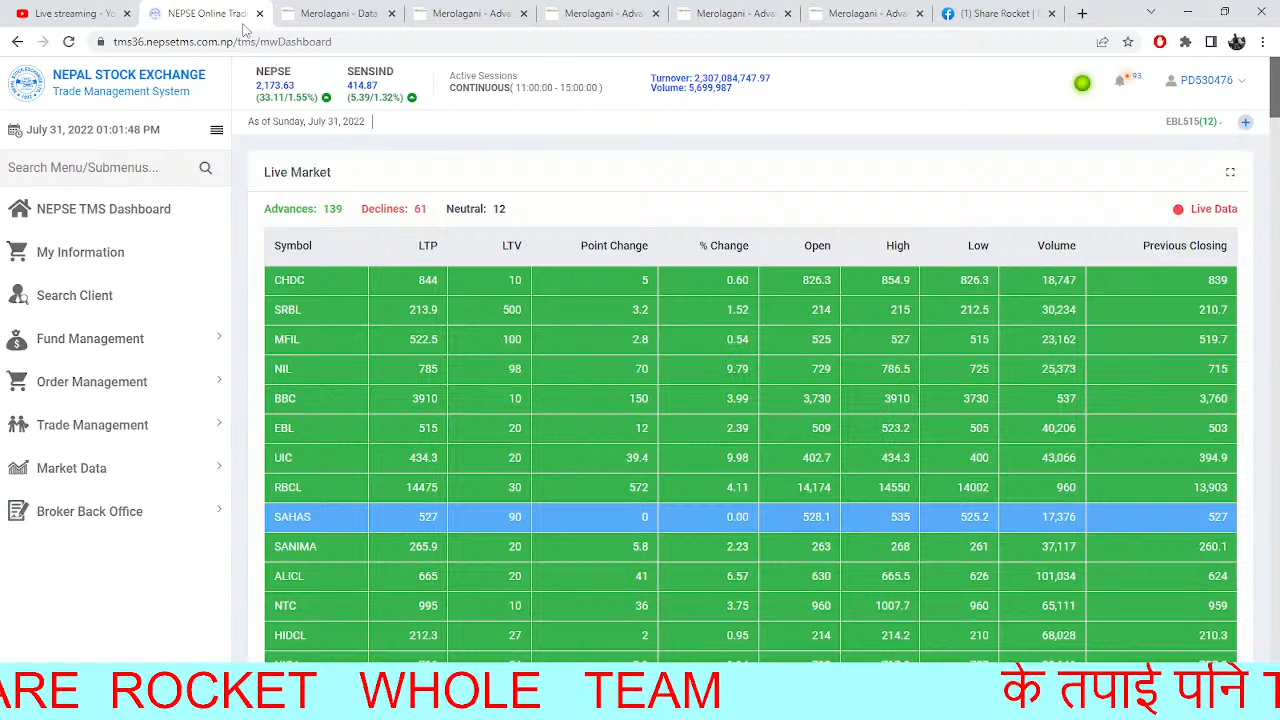 Live streaming - Yo
NEPSE Online Tradi
Merolagani - Data
Merolagani - Adva
Merolagani - Adva
Merolagani - Adva
Merolagani - Adva
(1) Share Rocket |
tms36.nepsetms.com.np/tms/mwDashboard
NEPAL STOCK EXCHANGE
Trade Management System
NEPSE
2,173.63
(33.11/1.55%)
SENSIND
414.87
(5.39/1.32%)
Active Sessions
CONTINUOUS( 11:00:00 - 15:00:00 )
Turnover: 2,307,084,747.97
Volume: 5,699,987
93
PD530476
July 31, 2022 01:01:48 PM
As of Sunday, July 31, 2022
EBL515(12)
Search Menu/Submenus...
NEPSE TMS Dashboard
My Information
Search Client
Fund Management
Order Management
Trade Management
Market Data
Broker Back Office
Live Market
Advances: 139 Declines: 61 Neutral: 12
Live Data
Symbol LTP LTV Point Change % Change Open High Low Volume Previous Closing
CHDC 844 10 5 0.60 826.3 854.9 826.3 18,747 839
SRBL 213.9 500 3.2 1.52 214 215 212.5 30,234 210.7
MFIL 522.5 100 2.8 0.54 525 527 515 23,162 519.7
NIL 785 98 70 9.79 729 786.5 725 25,373 715
BBC 3910 10 150 3.99 3,730 3910 3730 537 3,760
EBL 515 20 12 2.39 509 523.2 505 40,206 503
UIC 434.3 20 39.4 9.98 402.7 434.3 400 43,066 394.9
RBCL 14475 30 572 4.11 14,174 14550 14002 960 13,903
SAHAS 527 90 0 0.00 528.1 535 525.2 17,376 527
SANIMA 265.9 20 5.8 2.23 263 268 261 37,117 260.1
ALICL 665 20 41 6.57 630 665.5 626 101,034 624
NTC 995 10 36 3.75 960 1007.7 960 65,111 959
HIDCL 212.3 27 2 0.95 214 214.2 210 68,028 210.3
ARE ROCKET WHOLE TEAM के तपाई पनि T